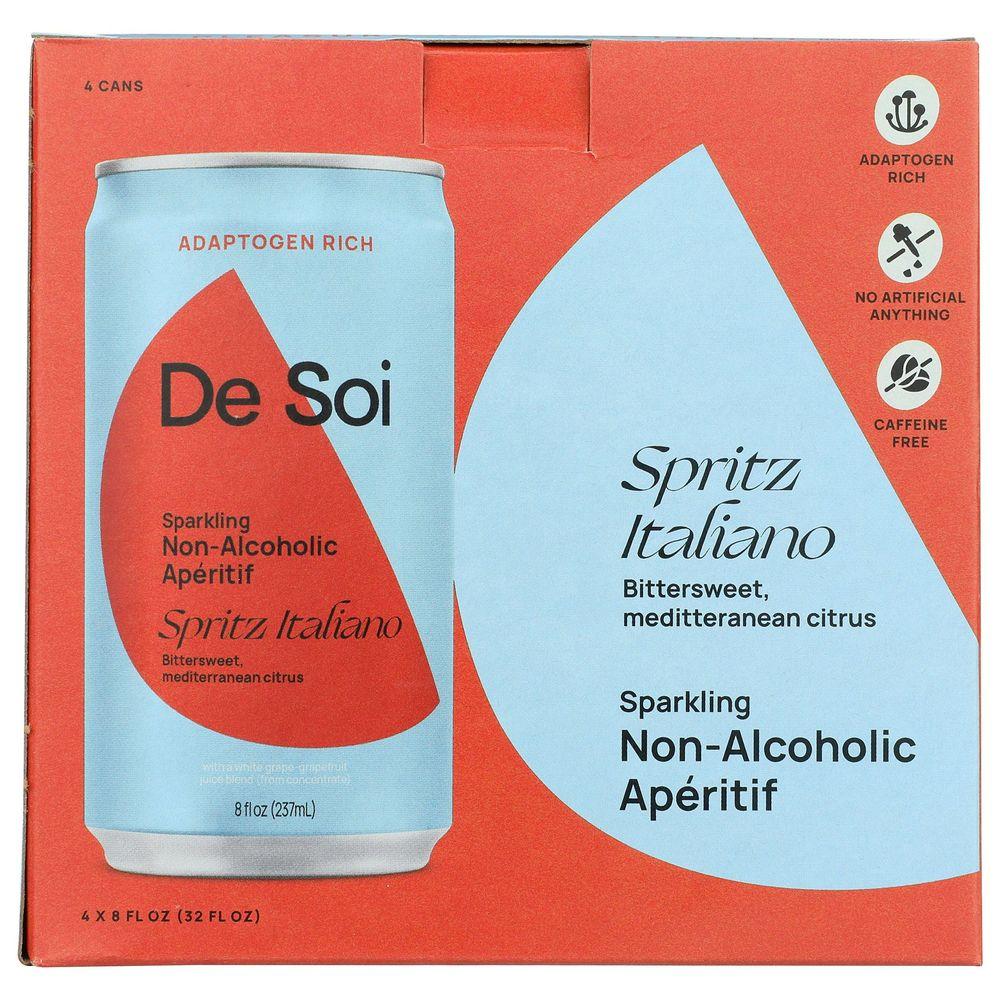 4 CANS
ADAPTOGEN RICH
De Soi
Sparkling
Non-Alcoholic
Apéritif
Spritz Italiano
Bittersweet,
mediterranean citrus
with a white grape-grapefruit
juice blend (from concentrate)
8 fl oz (237mL)
4 X 8 FL OZ (32 FL OZ)
ADAPTOGEN
RICH
NO ARTIFICIAL
ANYTHING
CAFFEINE
FREE
Spritz
Italiano
Bittersweet,
meditteranean citrus
Sparkling
Non-Alcoholic
Apéritif